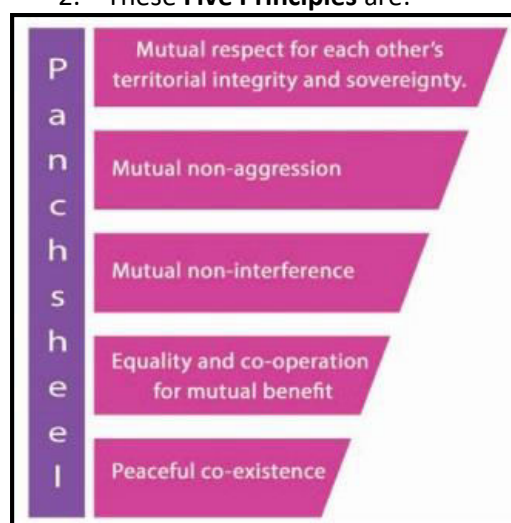 2. These Five Principles are:
Panchsheel
Mutual respect for each other's
territorial integrity and sovereignty.
Mutual non-aggression
Mutual non-interference
Equality and co-operation
for mutual benefit
Peaceful co-existence